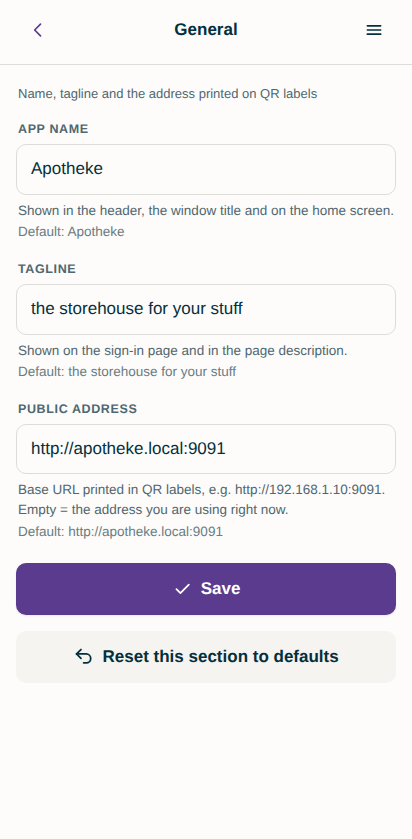 General
Name, tagline and the address printed on QR labels
APP NAME
Apotheke
Shown in the header, the window title and on the home screen.
Default: Apotheke
TAGLINE
the storehouse for your stuff
Shown on the sign-in page and in the page description.
Default: the storehouse for your stuff
PUBLIC ADDRESS
http://apotheke.local:9091
Base URL printed in QR labels, e.g. http://192.168.1.10:9091.
Empty = the address you are using right now.
Default: http://apotheke.local:9091
Save
Reset this section to defaults